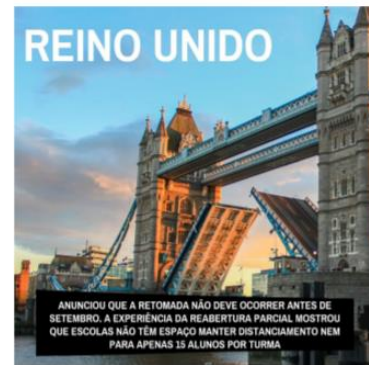 REINO UNIDO
ANUNCIOU QUE A RETOMADA NÃO DEVE OCORRER ANTES DE
SETEMBRO. A EXPERIÊNCIA DA REABERTURA PARCIAL MOSTROU
QUE ESCOLAS NÃO TÊM ESPAÇO MANTER DISTANCIAMENTO NEM
PARA APENAS 15 ALUNOS POR TURMA